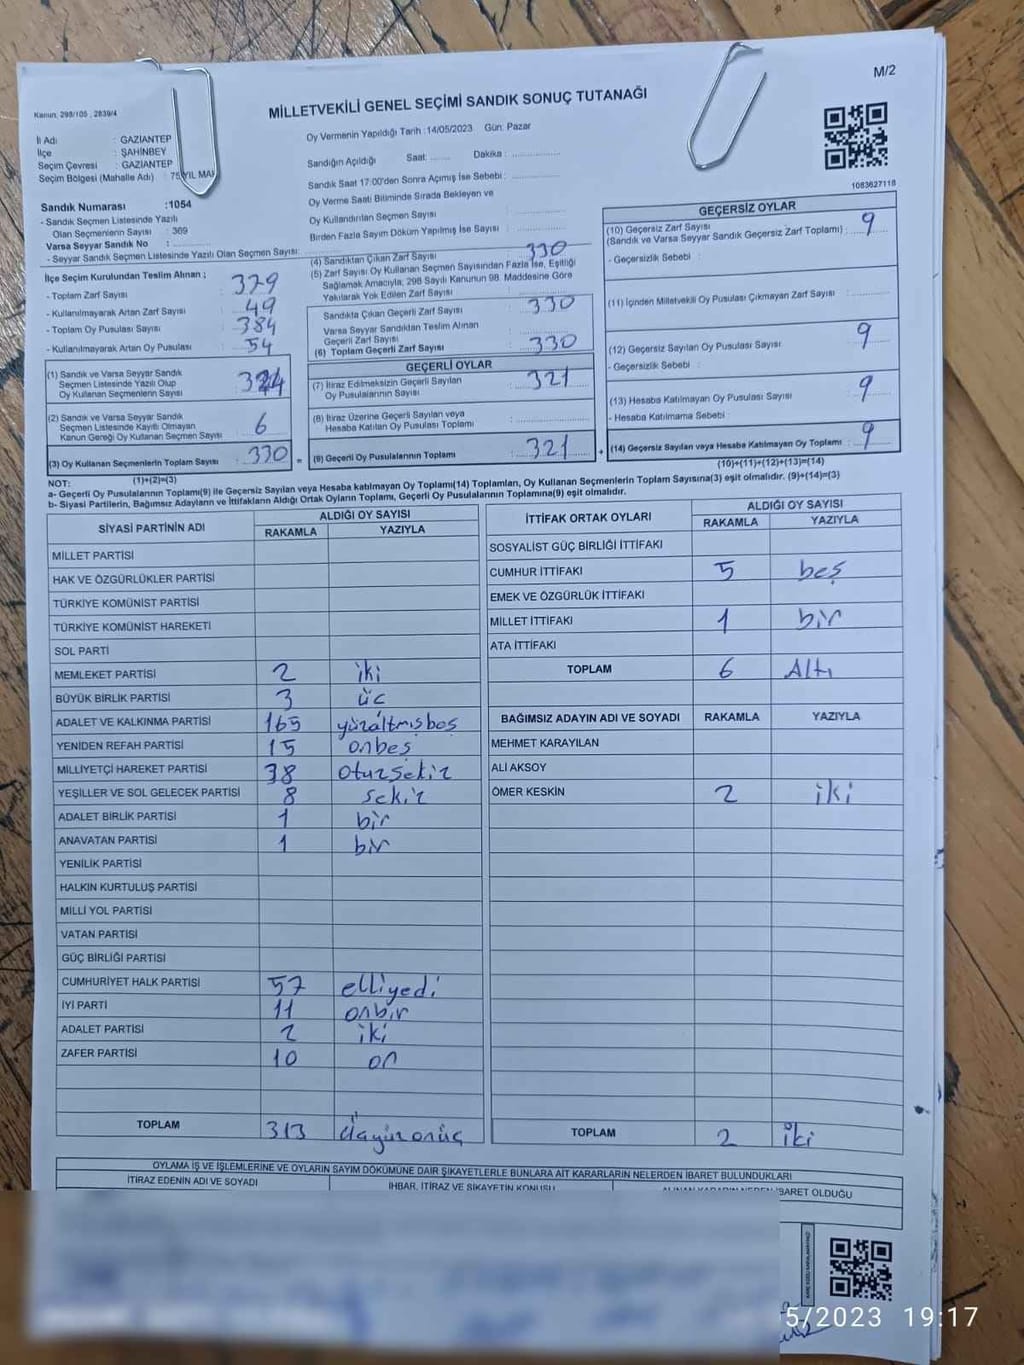 M/2
Kanun, 298/105 , 2839/4
MİLLETVEKİLİ GENEL SEÇİMİ SANDIK SONUÇ TUTANAĞI
İl Adı : GAZİANTEP
İlçe : ŞAHİNBEY
Seçim Çevresi : GAZİANTEP
Seçim Bölgesi (Mahalle Adı) : 75.YIL MAH
Sandık Numarası :1054
- Sandık Seçmen Listesinde Yazılı
Olan Seçmenlerin Sayısı : 369
Varsa Seyyar Sandık No :
- Seyyar Sandık Seçmen Listesinde Yazılı Olan Seçmen Sayısı:
Oy Vermenin Yapıldığı Tarih :14/05/2023 Gün: Pazar
Sandığın Açıldığı Saat: Dakika :
Sandık Saat 17:00'den Sonra Açımış İse Sebebi :
Oy Verme Saati Bitiminde Sırada Bekleyen ve
Oy Kullandırılan Seçmen Sayısı :
Birden Fazla Sayım Döküm Yapılmış İse Sayısı :
1083627118
GEÇERSİZ OYLAR
(10) Geçersiz Zarf Sayısı : 9
(Sandık ve Varsa Seyyar Sandık Geçersiz Zarf Toplamı)
- Geçersizlik Sebebi :
(11) İçinden Milletvekili Oy Pusulası Çıkmayan Zarf Sayısı :
(12) Geçersiz Sayılan Oy Pusulası Sayısı : 9
- Geçersizlik Sebebi :
(13) Hesaba Katılmayan Oy Pusulası Sayısı : 9
- Hesaba Katılmama Sebebi :
(14) Geçersiz Sayılan veya Hesaba Katılmayan Oy Toplamı : 9
(10)+(11)+(12)+(13)=(14)
İlçe Seçim Kurulundan Teslim Alınan ;
- Toplam Zarf Sayısı : 379
- Kullanılmayarak Artan Zarf Sayısı : 49
- Toplam Oy Pusulası Sayısı : 384
- Kullanılmayarak Artan Oy Pusulası : 54
(1) Sandık ve Varsa Seyyar Sandık
Seçmen Listesinde Yazılı Olup
Oy Kullanan Seçmenlerin Sayısı : 324
(2) Sandık ve Varsa Seyyar Sandık
Seçmen Listesinde Kayıtlı Olmayan
Kanun Gereği Oy Kullanan Seçmen Sayısı : 6
(3) Oy Kullanan Seçmenlerin Toplam Sayısı : 330
(1)+(2)=(3)
(4) Sandıktan Çıkan Zarf Sayısı : 330
(5) Zarf Sayısı Oy Kullanan Seçmen Sayısından Fazla İse, Eşitliği
Sağlamak Amacıyla, 298 Sayılı Kanunun 98. Maddesine Göre
Yakılarak Yok Edilen Zarf Sayısı :
Sandıkta Çıkan Geçerli Zarf Sayısı : 330
Varsa Seyyar Sandıktan Teslim Alınan
Geçerli Zarf Sayısı :
(6) Toplam Geçerli Zarf Sayısı : 330
GEÇERLİ OYLAR
(7) İtiraz Edilmeksizin Geçerli Sayılan
Oy Pusulalarının Sayısı : 321
(8) İtiraz Üzerine Geçerli Sayılan veya
Hesaba Katılan Oy Pusulası Toplamı :
(9) Geçerli Oy Pusulalarının Toplamı : 321
NOT:
a- Geçerli Oy Pusulalarının Toplamı(9) ile Geçersiz Sayılan veya Hesaba katılmayan Oy Toplamı(14) Toplamları, Oy Kullanan Seçmenlerin Toplam Sayısına(3) eşit olmalıdır. (9)+(14)=(3)
b- Siyasi Partilerin, Bağımsız Adayların ve İttifakların Aldığı Ortak Oyların Toplamı, Geçerli Oy Pusulalarının Toplamına(9) eşit olmalıdır.
SİYASİ PARTİNİN ADI ALDIĞI OY SAYISI
RAKAMLA YAZIYLA
MİLLET PARTİSİ
HAK VE ÖZGÜRLÜKLER PARTİSİ
TÜRKİYE KOMÜNİST PARTİSİ
TÜRKİYE KOMÜNİST HAREKETİ
SOL PARTİ
MEMLEKET PARTİSİ 2 iki
BÜYÜK BİRLİK PARTİSİ 3 üç
ADALET VE KALKINMA PARTİSİ 165 yüzaltmışbeş
YENİDEN REFAH PARTİSİ 15 onbeş
MİLLİYETÇİ HAREKET PARTİSİ 38 otuzsekiz
YEŞİLLER VE SOL GELECEK PARTİSİ 8 sekiz
ADALET BİRLİK PARTİSİ 1 bir
ANAVATAN PARTİSİ 1 bir
YENİLİK PARTİSİ
HALKIN KURTULUŞ PARTİSİ
MİLLİ YOL PARTİSİ
VATAN PARTİSİ
GÜÇ BİRLİĞİ PARTİSİ
CUMHURİYET HALK PARTİSİ 57 elliyedi
İYİ PARTİ 11 onbir
ADALET PARTİSİ 2 iki
ZAFER PARTİSİ 10 on
TOPLAM 313 üçyüzonüç
İTTİFAK ORTAK OYLARI ALDIĞI OY SAYISI
RAKAMLA YAZIYLA
SOSYALİST GÜÇ BİRLİĞİ İTTİFAKI
CUMHUR İTTİFAKI 5 beş
EMEK VE ÖZGÜRLÜK İTTİFAKI
MİLLET İTTİFAKI 1 bir
ATA İTTİFAKI
TOPLAM 6 Altı
BAĞIMSIZ ADAYIN ADI VE SOYADI RAKAMLA YAZIYLA
MEHMET KARAYILAN
ALİ AKSOY
ÖMER KESKİN 2 iki
TOPLAM 2 iki
OYLAMA İŞ VE İŞLEMLERİNE VE OYLARIN SAYIM DÖKÜMÜNE DAİR ŞİKAYETLERLE BUNLARA AİT KARARLARIN NELERDEN İBARET BULUNDUKLARI
İTİRAZ EDENİN ADI VE SOYADI İHBAR, İTİRAZ VE ŞİKAYETİN KONUSU ALINAN KARARIN NEDEN İBARET OLDUĞU
5/2023 19:17